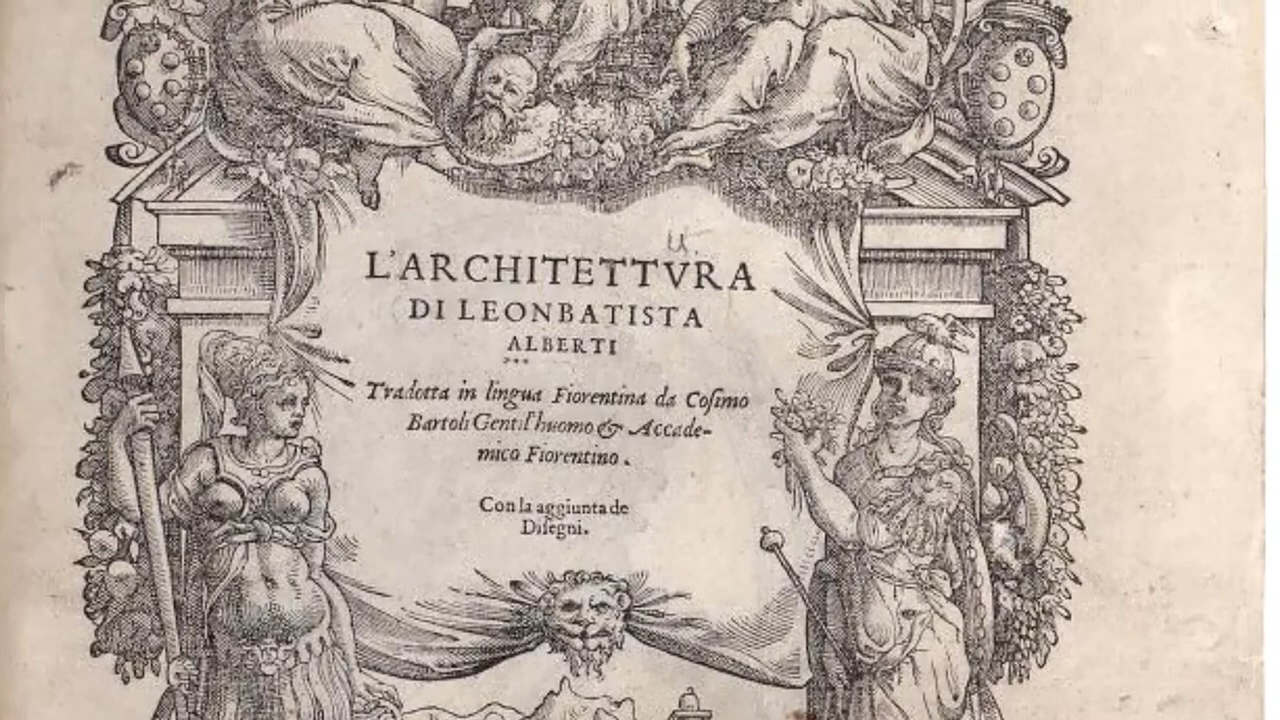 L'ARCHITETTVRA
DI LEONBATISTA
ALBERTI
Tradotta in lingua Fiorentina da Coſimo
Bartoli Gentil'huomo & Accade-
mico Fiorentino .
Con la aggiunta de
Diſegni.